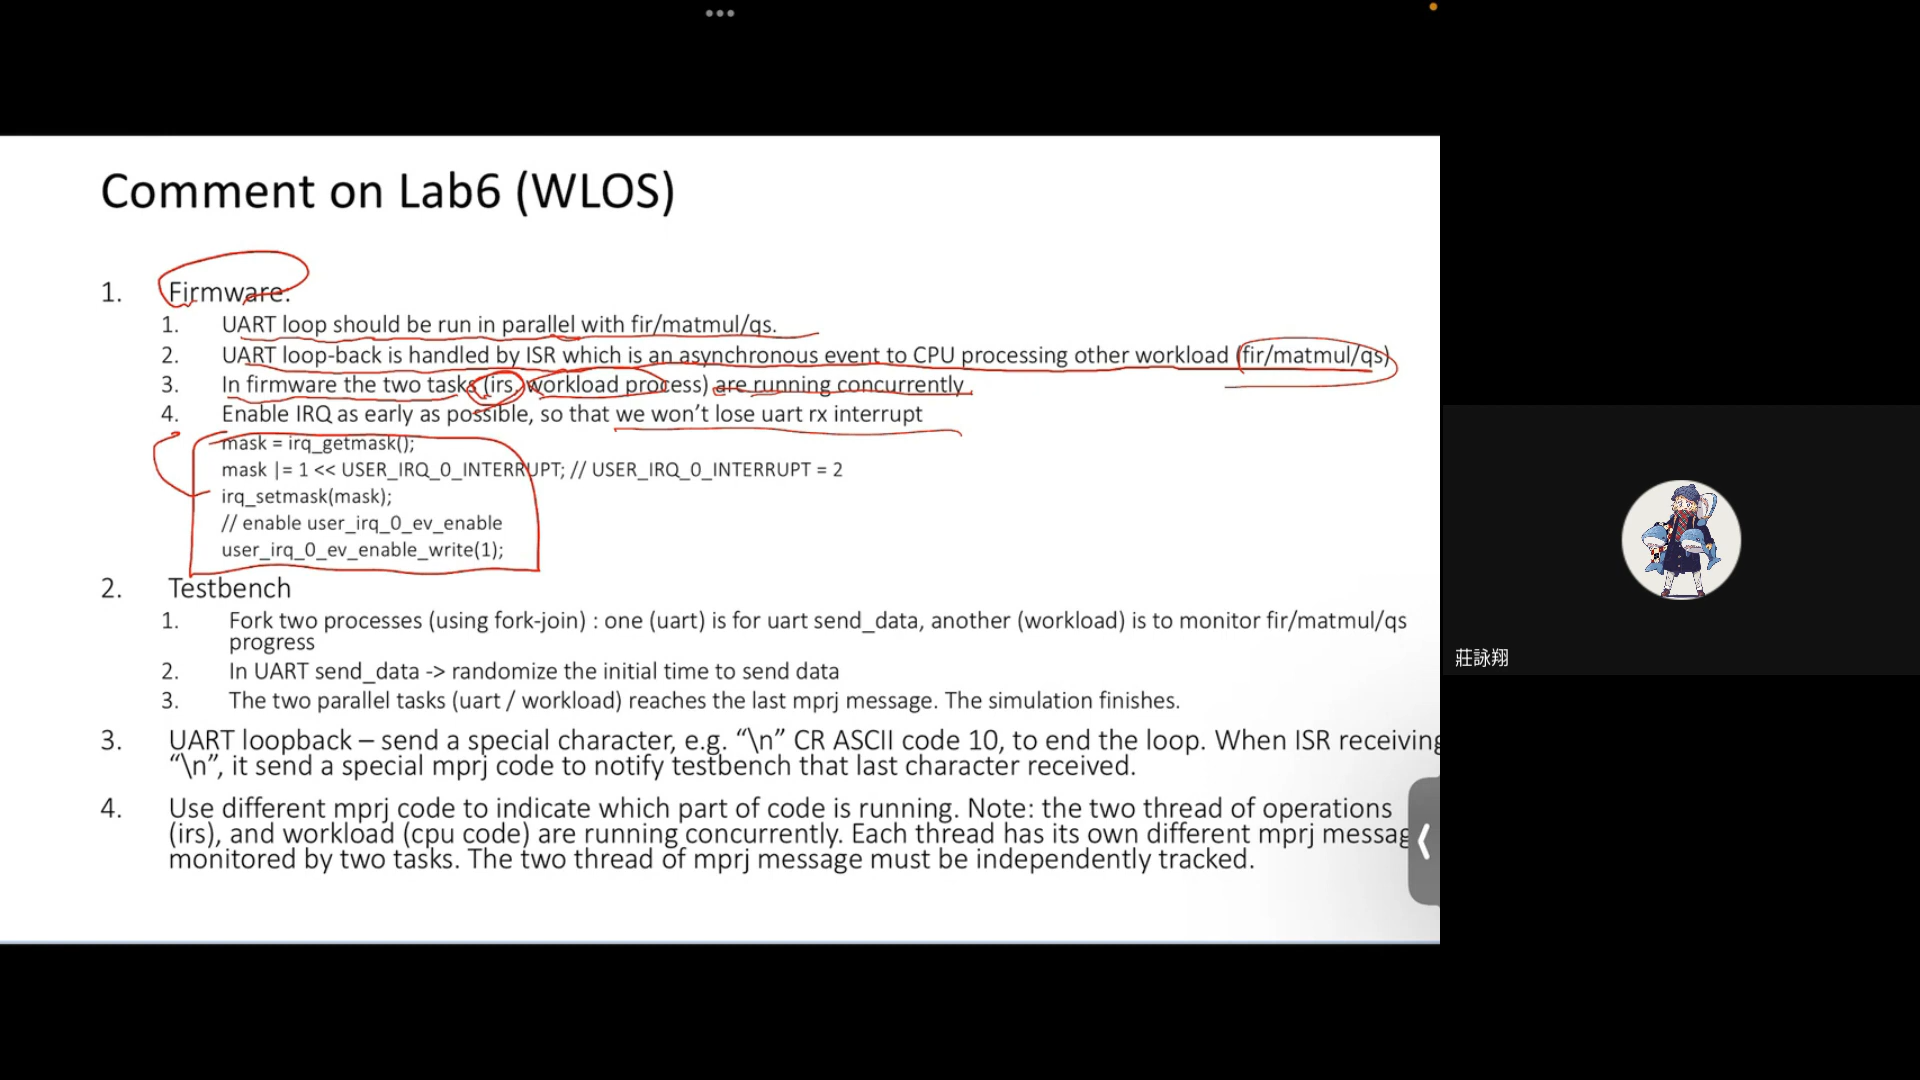 Comment on Lab6 (WLOS)
1. Firmware.
1. UART loop should be run in parallel with fir/matmul/qs.
2. UART loop-back is handled by ISR which is an asynchronous event to CPU processing other workload (fir/matmul/qs)
3. In firmware the two tasks (irs, workload process) are running concurrently.
4. Enable IRQ as early as possible, so that we won't lose uart rx interrupt
mask = irq_getmask();
mask |= 1 << USER_IRQ_0_INTERRUPT; // USER_IRQ_0_INTERRUPT = 2
irq_setmask(mask);
// enable user_irq_0_ev_enable
user_irq_0_ev_enable_write(1);
2. Testbench
1. Fork two processes (using fork-join) : one (uart) is for uart send_data, another (workload) is to monitor fir/matmul/qs
progress
2. In UART send_data -> randomize the initial time to send data
3. The two parallel tasks (uart / workload) reaches the last mprj message. The simulation finishes.
3. UART loopback – send a special character, e.g. “\n” CR ASCII code 10, to end the loop. When ISR receiving
“\n”, it send a special mprj code to notify testbench that last character received.
4. Use different mprj code to indicate which part of code is running. Note: the two thread of operations
(irs), and workload (cpu code) are running concurrently. Each thread has its own different mprj messag
monitored by two tasks. The two thread of mprj message must be independently tracked.
莊詠翔